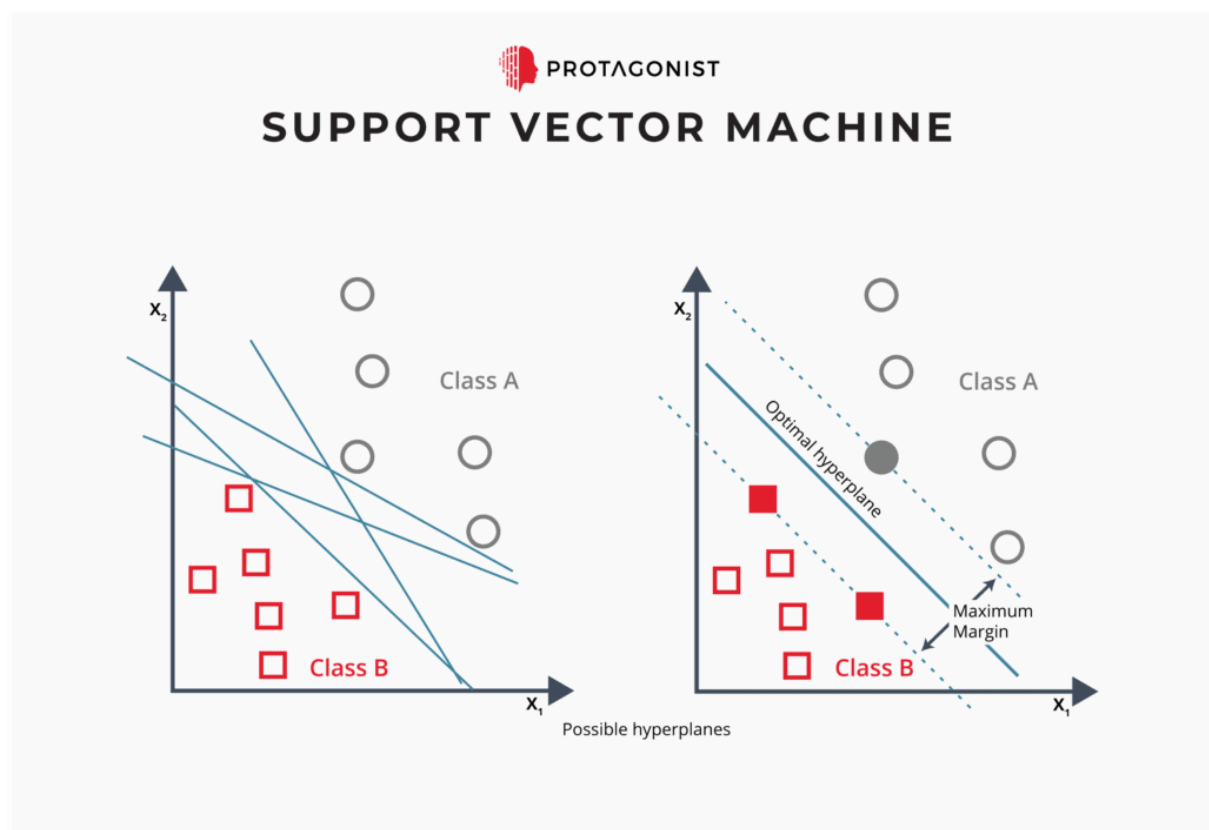 PROTAGONIST
SUPPORT VECTOR MACHINE
X₂
Class A
Class B
X₁
X₂
Class A
Optimal hyperplane
Maximum
Margin
Class B
X₁
Possible hyperplanes